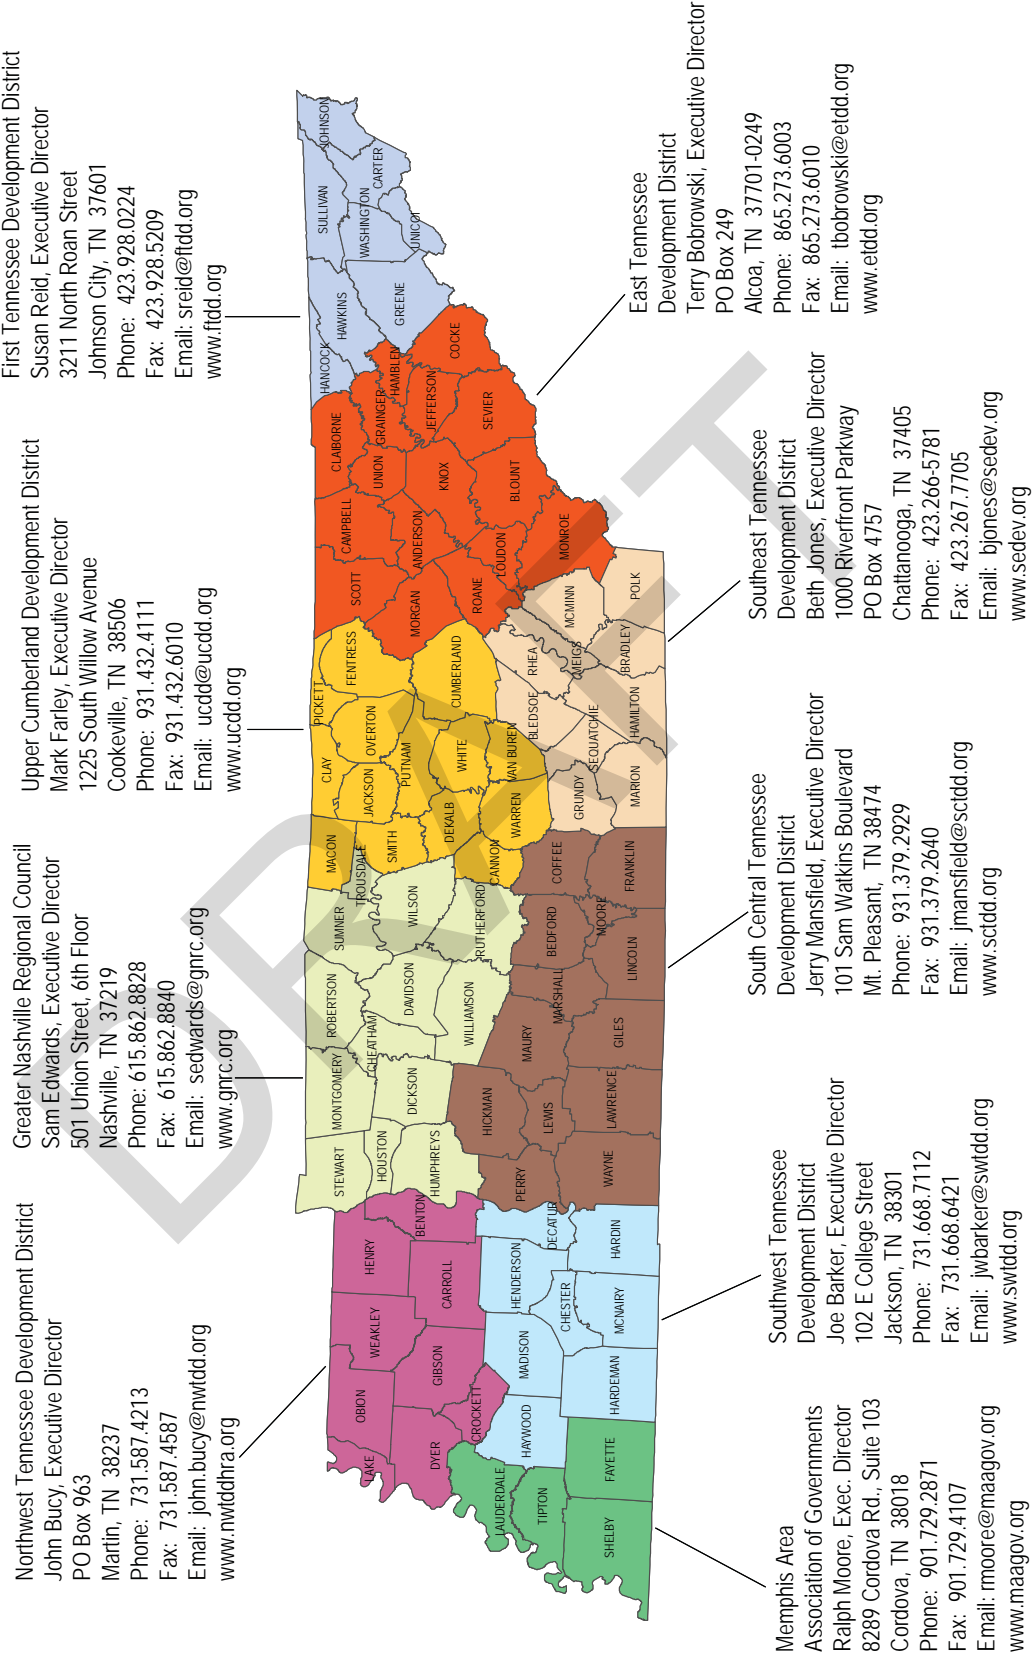 Northwest Tennessee Development District
John Bucy, Executive Director
PO Box 963
Martin, TN  38237
Phone:  731.587.4213
Fax:  731.587.4587
Email:  john.bucy@nwtdd.org
www.nwtddhra.org
Greater Nashville Regional Council
Sam Edwards, Executive Director
501 Union Street, 6th Floor
Nashville, TN  37219
Phone: 615.862.8828
Fax:  615.862.8840
Email:  sedwards@gnrc.org
www.gnrc.org
Upper Cumberland Development District
Mark Farley, Executive Director
1225 South Willow Avenue
Cookeville, TN  38506
Phone:  931.432.4111
Fax:  931.432.6010
Email:  ucdd@ucdd.org
www.ucdd.org
First Tennessee Development District
Susan Reid, Executive Director
3211 North Roan Street
Johnson City, TN  37601
Phone:  423.928.0224
Fax:  423.928.5209
Email: sreid@ftdd.org
www.ftdd.org
LAKE
OBION
WEAKLEY
HENRY
BENTON
DYER
GIBSON
CARROLL
CROCKETT
LAUDERDALE
TIPTON
SHELBY
FAYETTE
HAYWOOD
MADISON
HENDERSON
DECATUR
CHESTER
HARDEMAN
MCNAIRY
HARDIN
STEWART
MONTGOMERY
ROBERTSON
SUMNER
TROUSDALE
HOUSTON
CHEATHAM
HUMPHREYS
DICKSON
DAVIDSON
WILSON
WILLIAMSON
RUTHERFORD
PERRY
HICKMAN
MAURY
MARSHALL
BEDFORD
COFFEE
LEWIS
MOORE
WAYNE
LAWRENCE
GILES
LINCOLN
FRANKLIN
MACON
CLAY
PICKETT
FENTRESS
JACKSON
OVERTON
SMITH
PUTNAM
DEKALB
WHITE
CUMBERLAND
CANNON
WARREN
VAN BUREN
BLEDSOE
RHEA
MEIGS
MCMINN
GRUNDY
SEQUATCHIE
MARION
HAMILTON
BRADLEY
POLK
SCOTT
CAMPBELL
CLAIBORNE
MORGAN
ANDERSON
UNION
GRAINGER
HAMBLEN
ROANE
KNOX
JEFFERSON
COCKE
LOUDON
BLOUNT
SEVIER
MONROE
HANCOCK
HAWKINS
SULLIVAN
JOHNSON
GREENE
WASHINGTON
CARTER
UNICOI
DRAFT
Memphis Area
Association of Governments
Ralph Moore, Exec. Director
8289 Cordova Rd., Suite 103
Cordova, TN  38018
Phone:  901.729.2871
Fax:  901.729.4107
Email: rmoore@maagov.org
www.maagov.org
Southwest Tennessee
Development District
Joe Barker, Executive Director
102 E College Street
Jackson, TN  38301
Phone:  731.668.7112
Fax:  731.668.6421
Email:  jwbarker@swtdd.org
www.swtdd.org
South Central Tennessee
Development District
Jerry Mansfield, Executive Director
101 Sam Watkins Boulevard
Mt. Pleasant,  TN 38474
Phone:  931.379.2929
Fax:  931.379.2640
Email:  jmansfield@sctdd.org
www.sctdd.org
Southeast Tennessee
Development District
Beth Jones, Executive Director
1000 Riverfront Parkway
PO Box 4757
Chattanooga, TN  37405
Phone:  423.266-5781
Fax:  423.267.7705
Email:  bjones@sedev.org
www.sedev.org
East Tennessee
Development District
Terry Bobrowski, Executive Director
PO Box 249
Alcoa, TN  37701-0249
Phone:  865.273.6003
Fax:  865.273.6010
Email:  tbobrowski@etdd.org
www.etdd.org